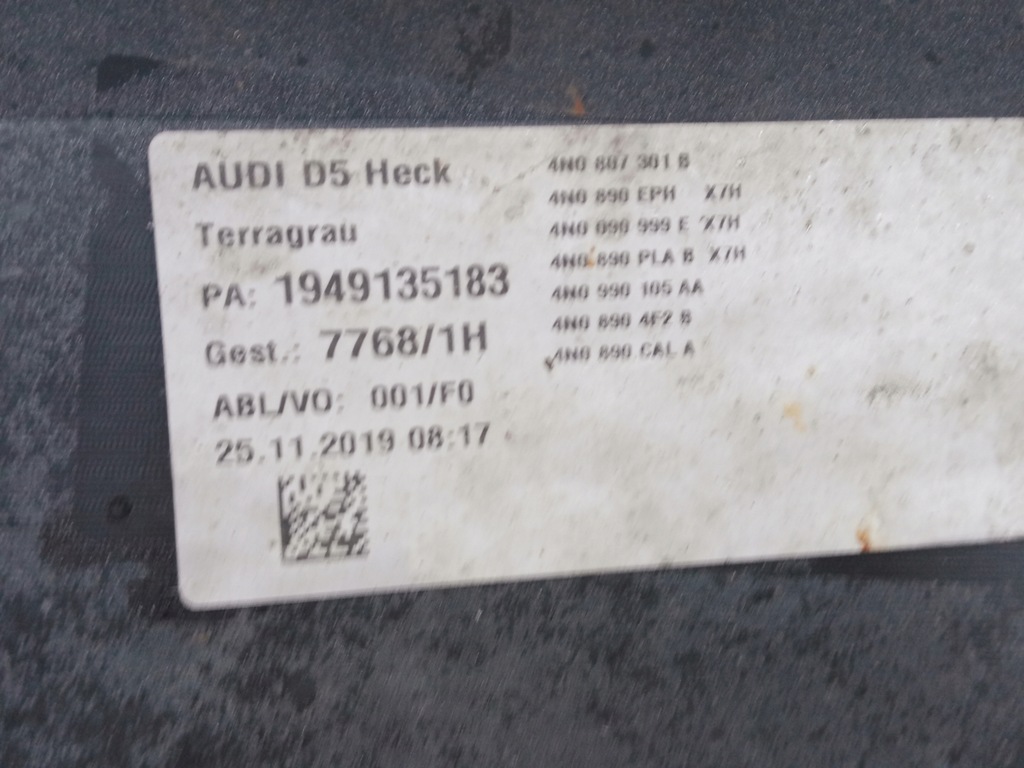 AUDI D5 Heck
Terragrau
PA: 1949135183
Gest.: 7768/1H
ABL/VO: 001/F0
25.11.2019 08:17
4N0 807 301 B
4N0 890 EPH X7H
4N0 090 999 E X7H
4N0 890 PLA B X7H
4N0 990 105 AA
4N0 890 4F2 B
4N0 890 CAL A